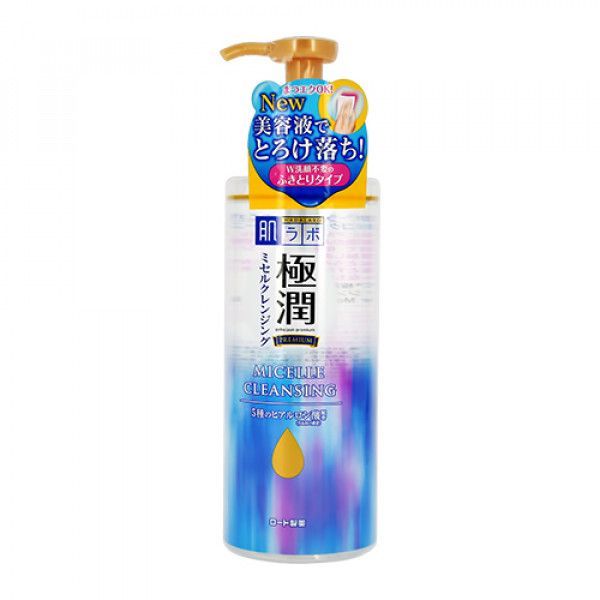 まつエクOK!
New
美容液で
とろけ落ち!
W洗顔不要の
ふきとりタイプ
肌ラボ
極潤
PREMIUM
ミセルクレンジング
MICELLE
CLEANSING
5種のヒアルロン酸
ロート製薬